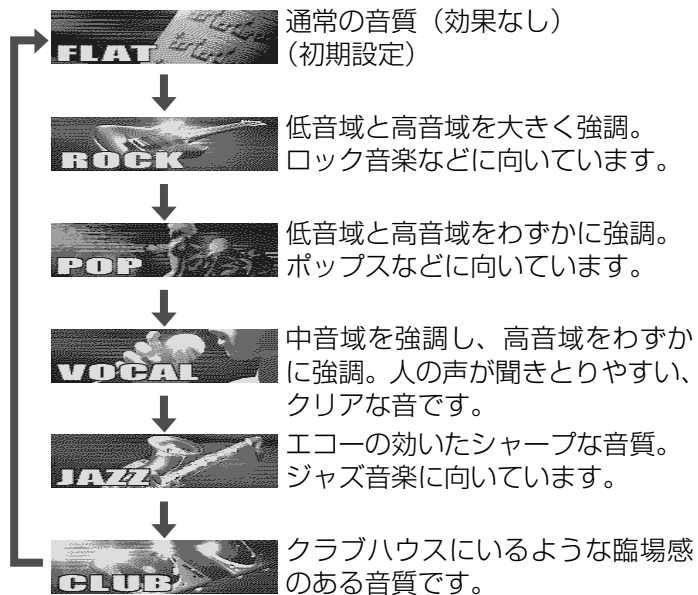 FLAT
通常の音質（効果なし）
（初期設定）
ROCK
低音域と高音域を大きく強調。
ロック音楽などに向いています。
POP
低音域と高音域をわずかに強調。
ポップスなどに向いています。
VOCAL
中音域を強調し、高音域をわずか
に強調。人の声が聞きとりやすい、
クリアな音です。
JAZZ
エコーの効いたシャープな音質。
ジャズ音楽に向いています。
CLUB
クラブハウスにいるような臨場感
のある音質です。